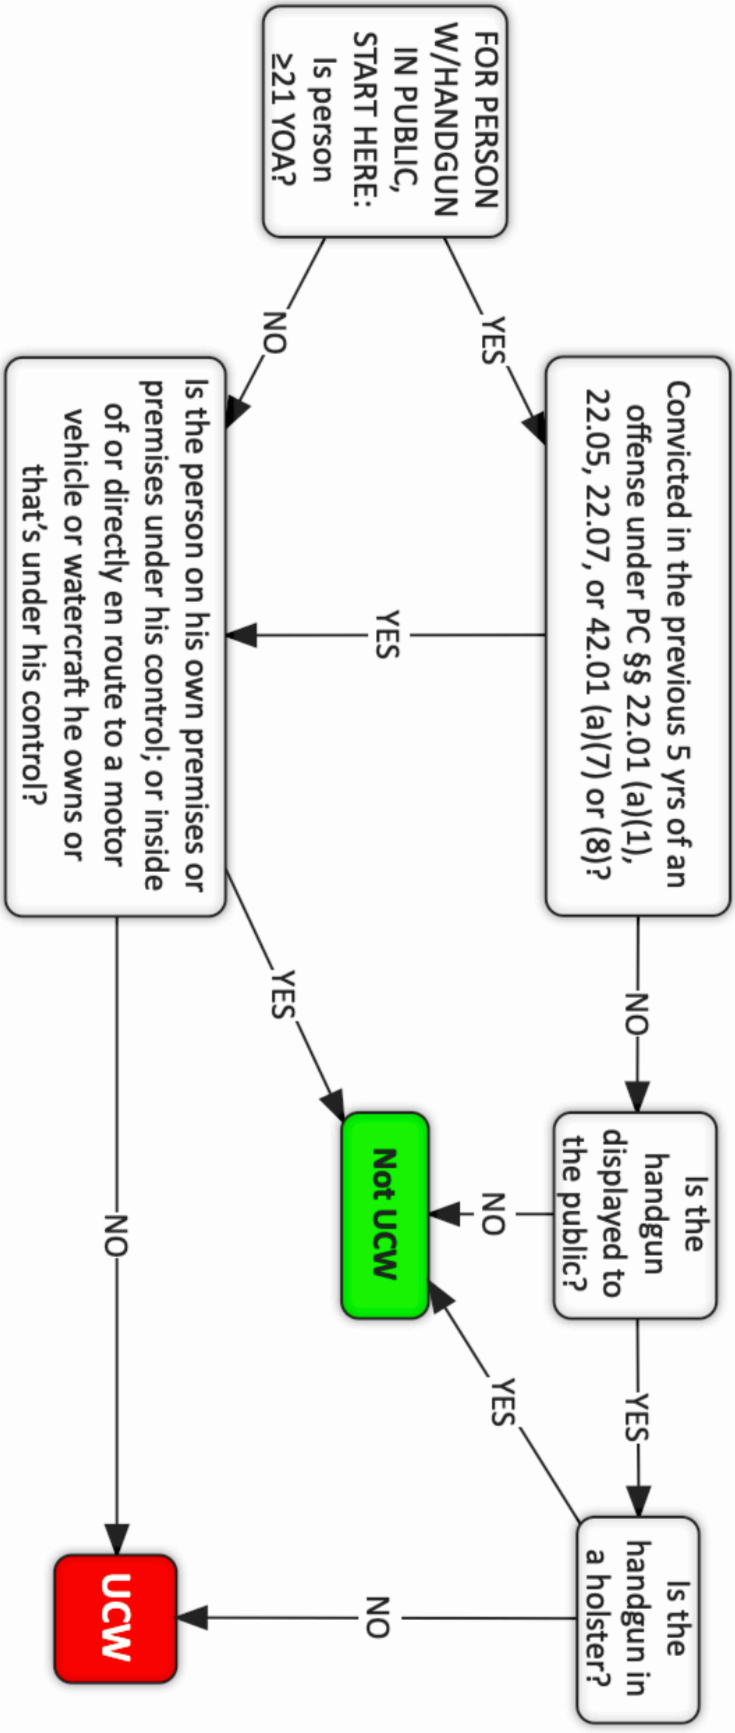 FOR PERSON
W/HANDGUN
IN PUBLIC,
START HERE:
Is person
≥21 YOA?
YES
NO
Convicted in the previous 5 yrs of an
offense under PC §§ 22.01 (a)(1),
22.05, 22.07, or 42.01 (a)(7) or (8)?
YES
NO
Is the person on his own premises or
premises under his control; or inside
of or directly en route to a motor
vehicle or watercraft he owns or
that's under his control?
YES
NO
Is the
handgun
displayed to
the public?
NO
YES
Not UCW
Is the
handgun in
a holster?
YES
NO
UCW